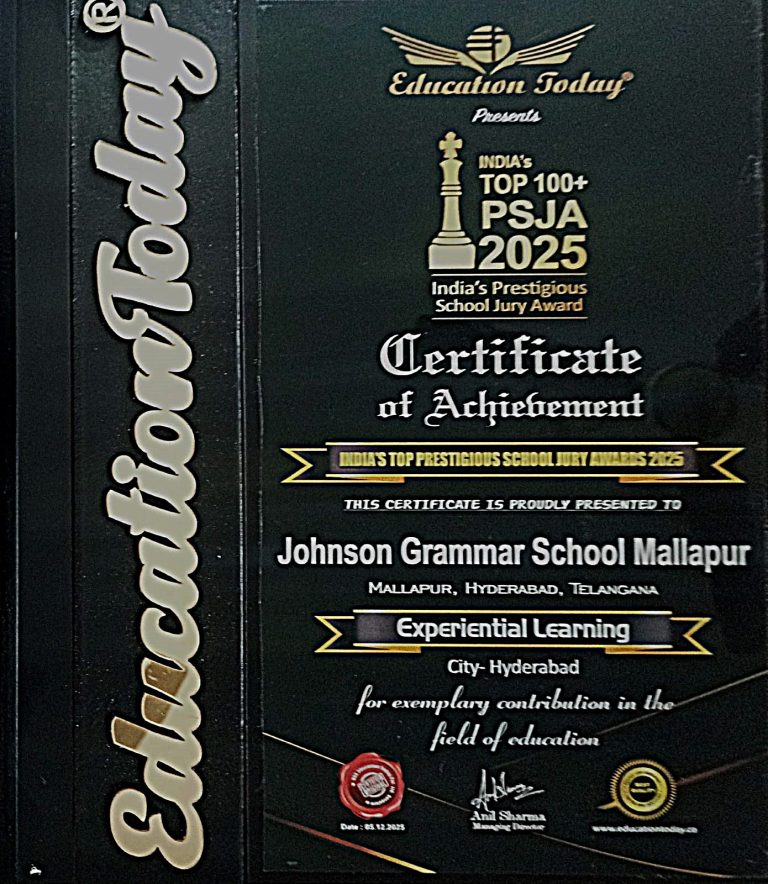 EducationToday®
Education Today®
Presents
INDIA's
TOP 100+
PSJA
2025
India's Prestigious
School Jury Award
Certificate
of Achievement
INDIA'S TOP PRESTIGIOUS SCHOOL JURY AWARDS 2025
THIS CERTIFICATE IS PROUDLY PRESENTED TO
Johnson Grammar School Mallapur
MALLAPUR, HYDERABAD, TELANGANA
Experiential Learning
City- Hyderabad
for exemplary contribution in the
field of education
Date : 05.12.2025
Anil Sharma
Managing Director
www.educationtoday.co